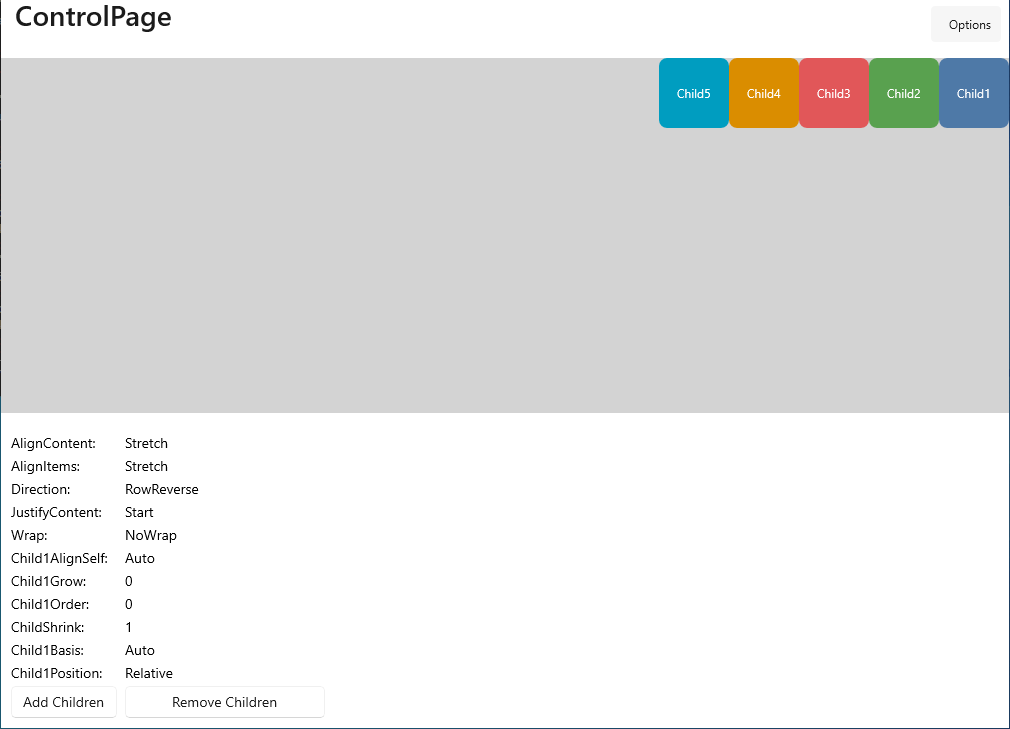 ControlPage
Options
Child5 Child4 Child3 Child2 Child1
AlignContent: Stretch
AlignItems: Stretch
Direction: RowReverse
JustifyContent: Start
Wrap: NoWrap
Child1AlignSelf: Auto
Child1Grow: 0
Child1Order: 0
ChildShrink: 1
Child1Basis: Auto
Child1Position: Relative
Add Children Remove Children